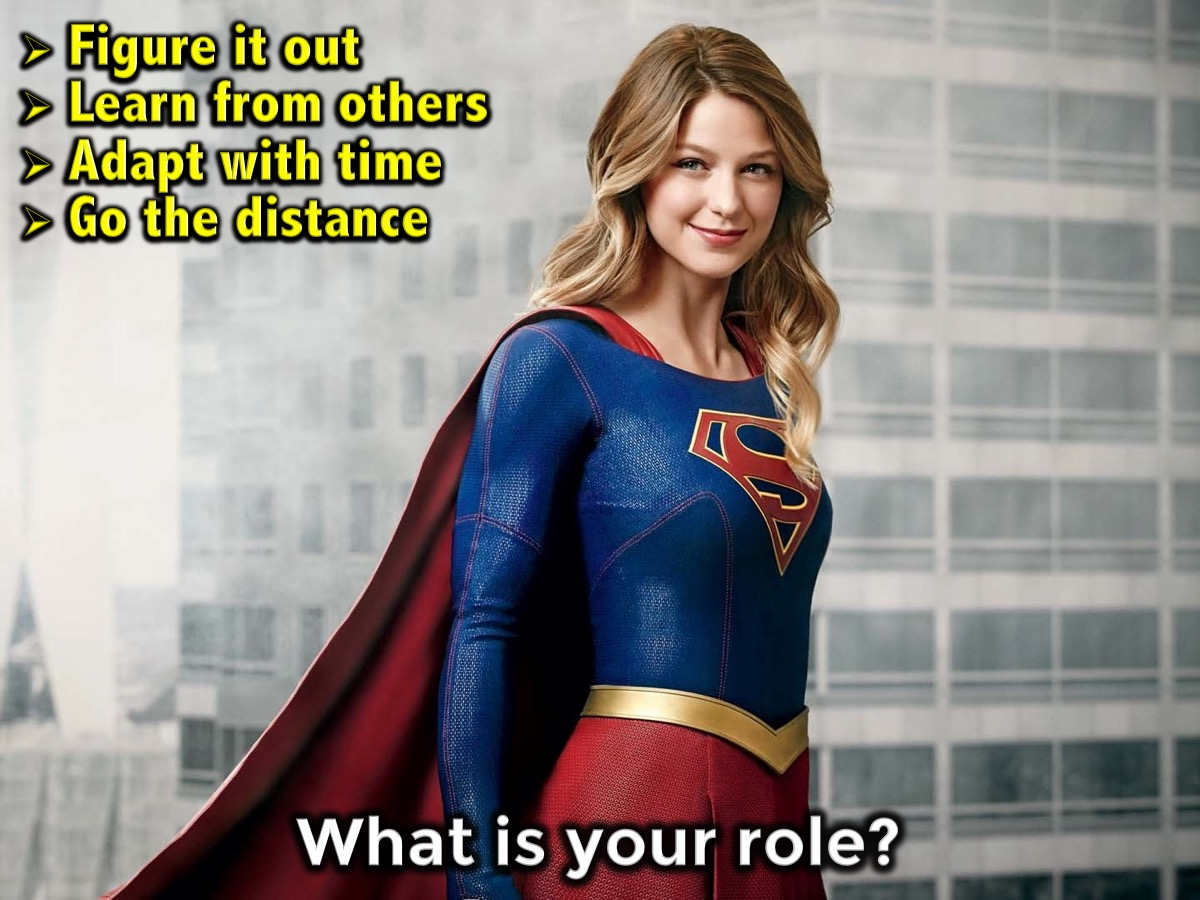 ➢ Figure it out
➢ Learn from others
➢ Adapt with time
➢ Go the distance
S
What is your role?